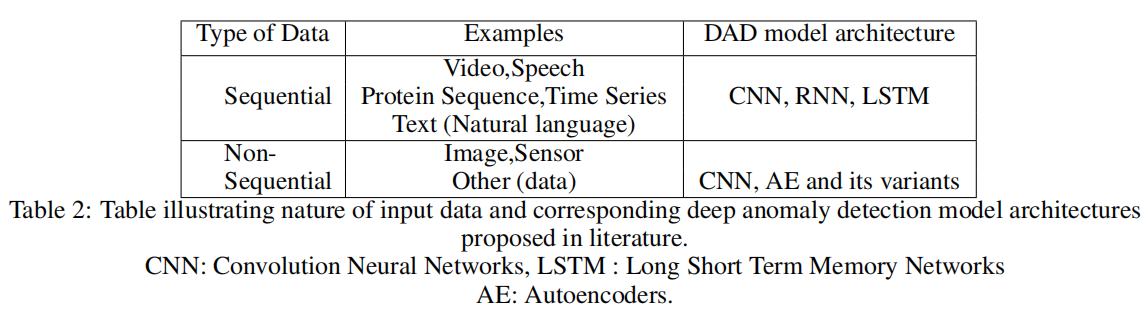 Type of Data Examples DAD model architecture
Sequential Video,Speech
Protein Sequence,Time Series
Text (Natural language) CNN, RNN, LSTM
Non-
Sequential Image,Sensor
Other (data) CNN, AE and its variants
Table 2: Table illustrating nature of input data and corresponding deep anomaly detection model architectures
proposed in literature.
CNN: Convolution Neural Networks, LSTM : Long Short Term Memory Networks
AE: Autoencoders.